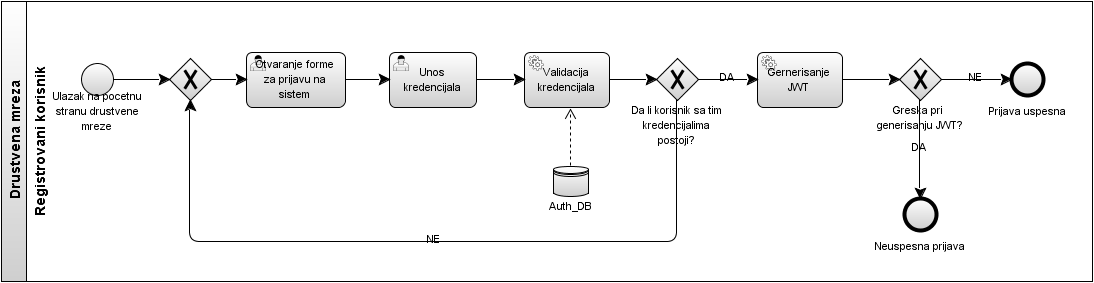 Drustvena mreza
Registrovani korisnik
Ulazak na pocetnu
stranu drustvene
mreze
Otvaranje forme
za prijavu na
sistem
Unos
kredencijala
Validacija
kredencijala
Auth_DB
Da li korisnik sa tim
kredencijalima
postoji?
DA
NE
Gernerisanje
JWT
Greska pri
generisanju JWT?
NE
Prijava uspesna
DA
Neuspesna prijava